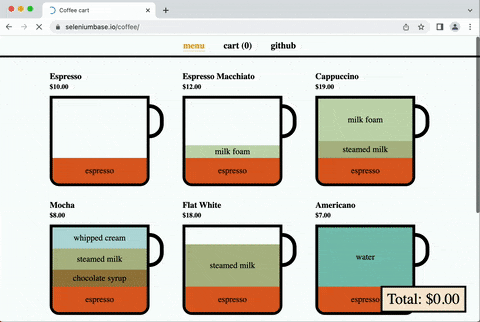 Coffee cart
seleniumbase.io/coffee/
menu cart (0) github
Espresso
$10.00
espresso
Espresso Macchiato
$12.00
milk foam
espresso
Cappuccino
$19.00
milk foam
steamed milk
espresso
Mocha
$8.00
whipped cream
steamed milk
chocolate syrup
espresso
Flat White
$18.00
steamed milk
espresso
Americano
$7.00
water
espresso
Total: $0.00